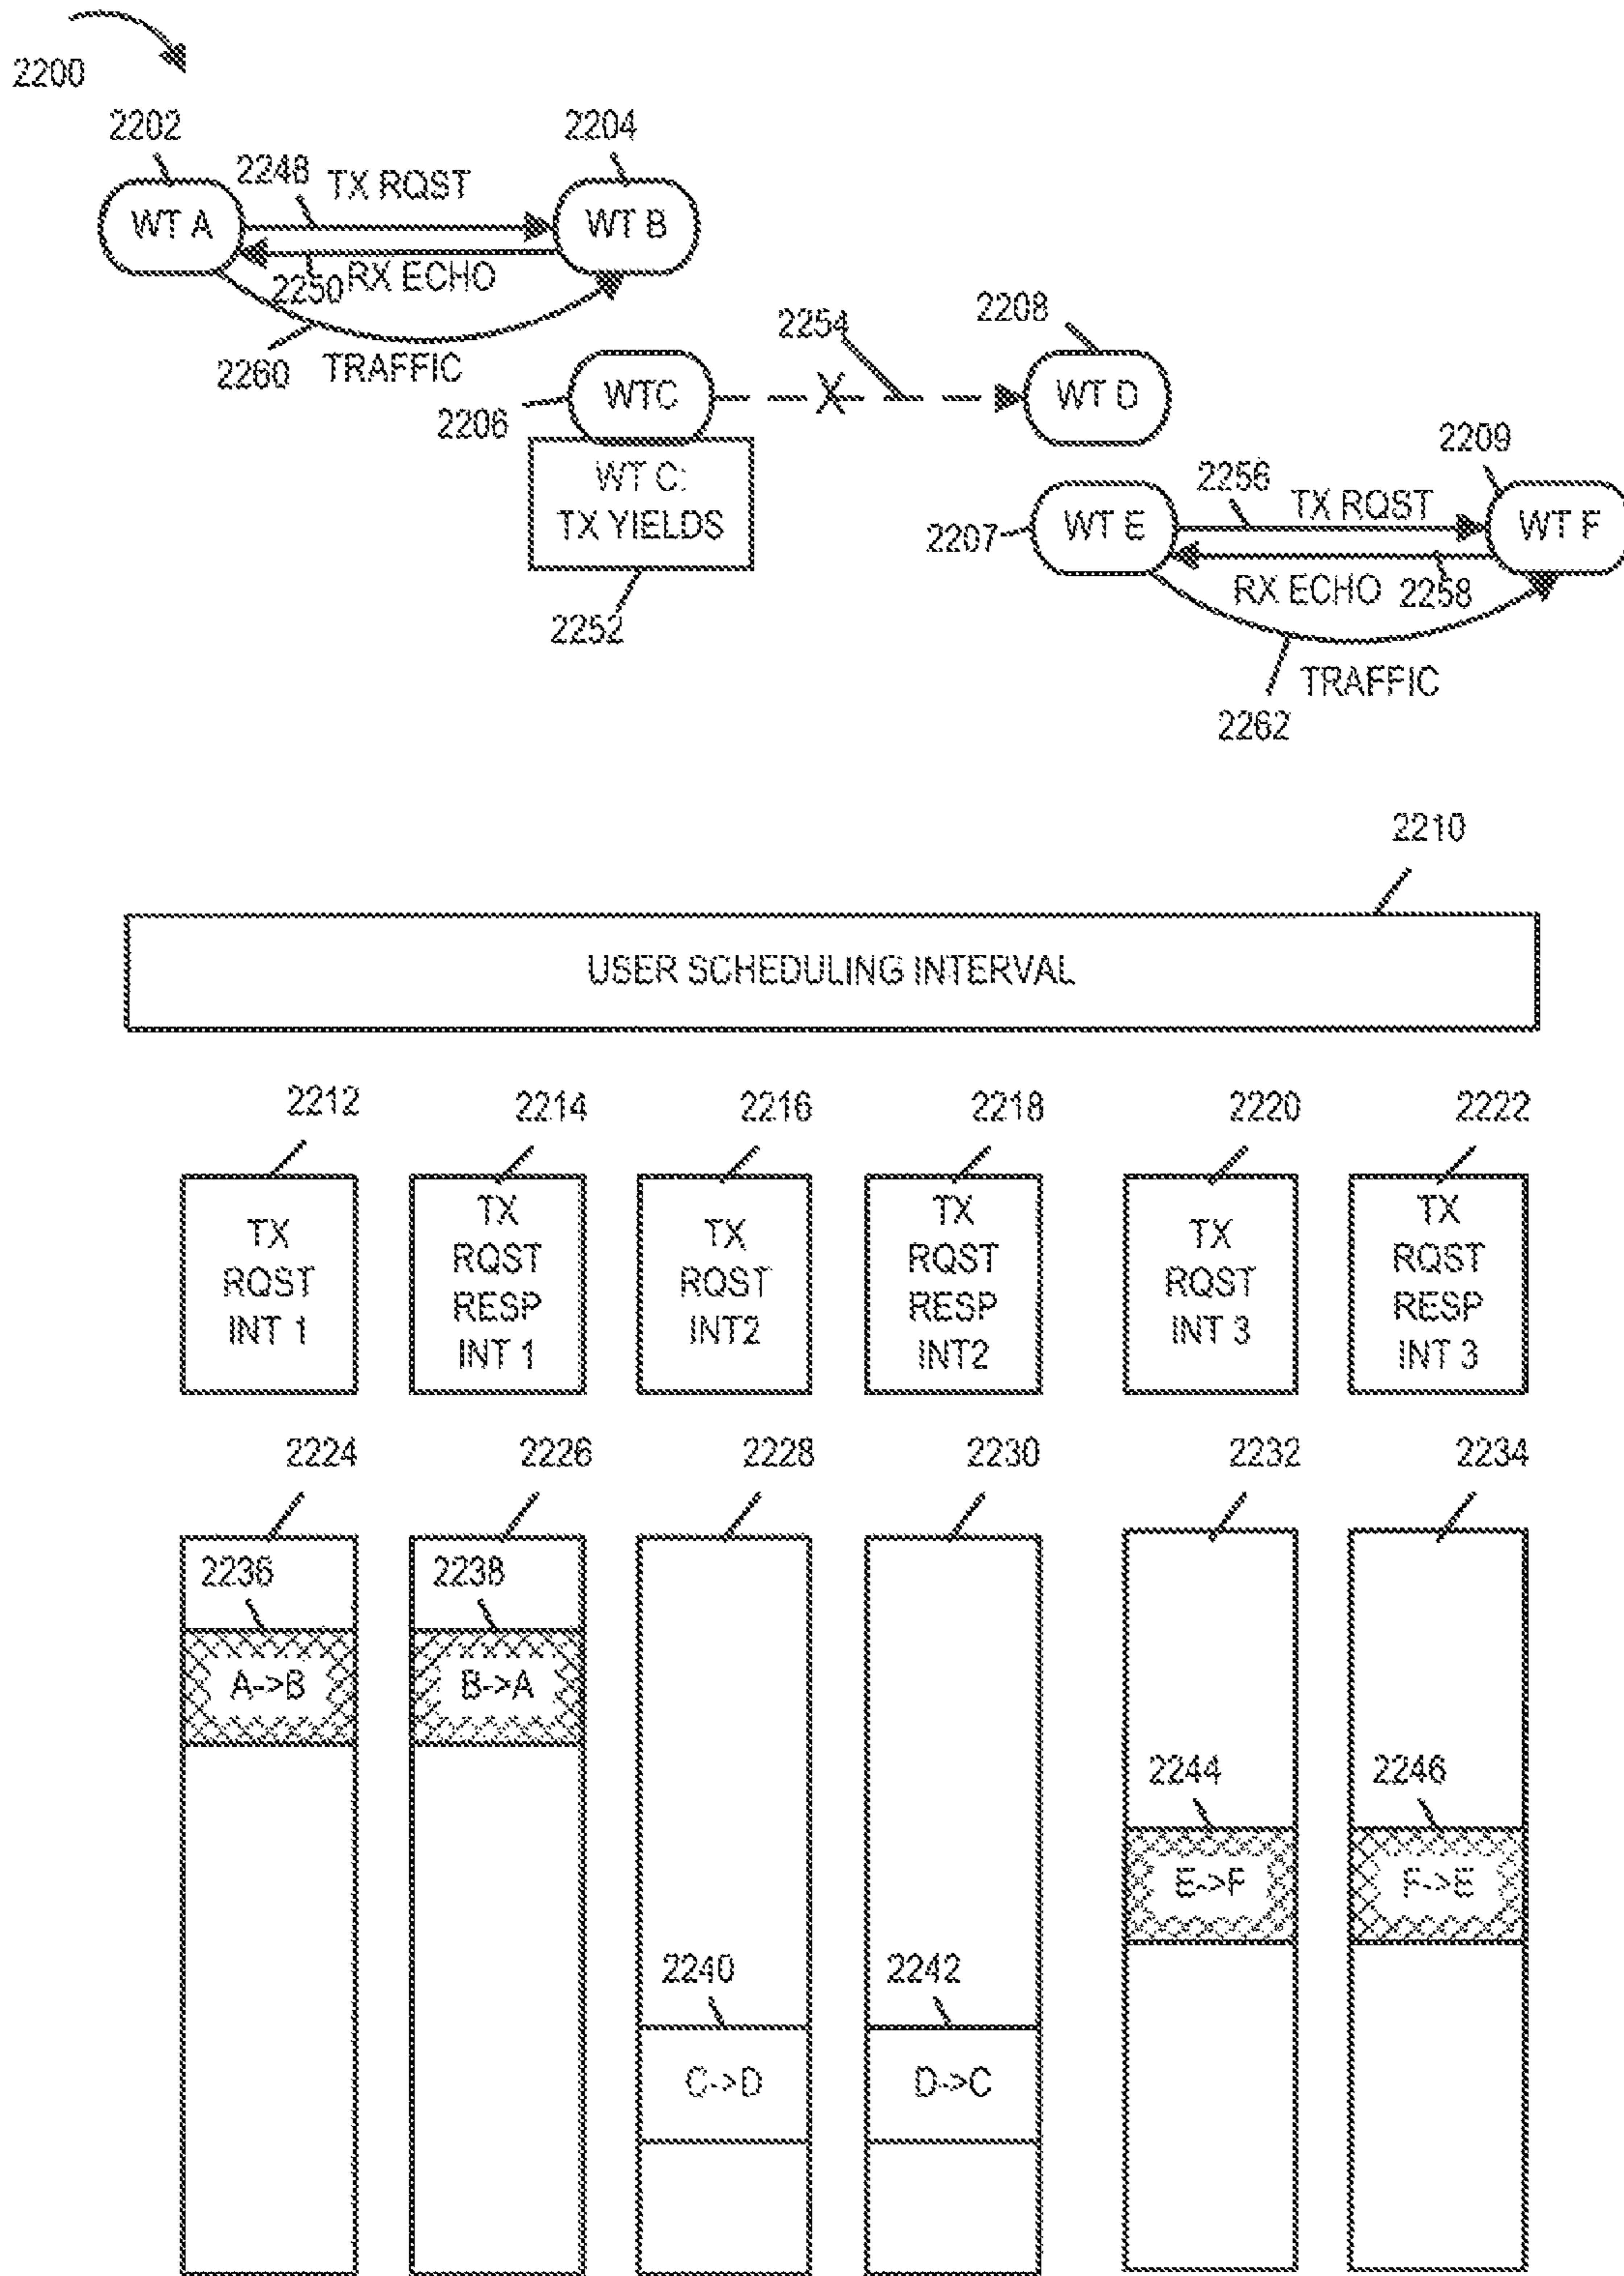 2200
2202
2204
2248
TX RQST
WT A
WT B
2250
RX ECHO
2260
TRAFFIC
2254
2208
WTC
X
WT D
2206
2209
WT C:
TX YIELDS
2256
TX RQST
2207
WT E
WT F
RX ECHO
2258
2252
TRAFFIC
2262
2210
USER SCHEDULING INTERVAL
2212
2214
2216
2218
2220
2222
TX
RQST
INT 1
TX
RQST
RESP
INT 1
TX
RQST
INT2
TX
RQST
RESP
INT2
TX
RQST
INT 3
TX
RQST
RESP
INT 3
2224
2226
2228
2230
2232
2234
2236
2238
A->B
B->A
2244
2246
E->F
F->E
2240
2242
C->D
D->C